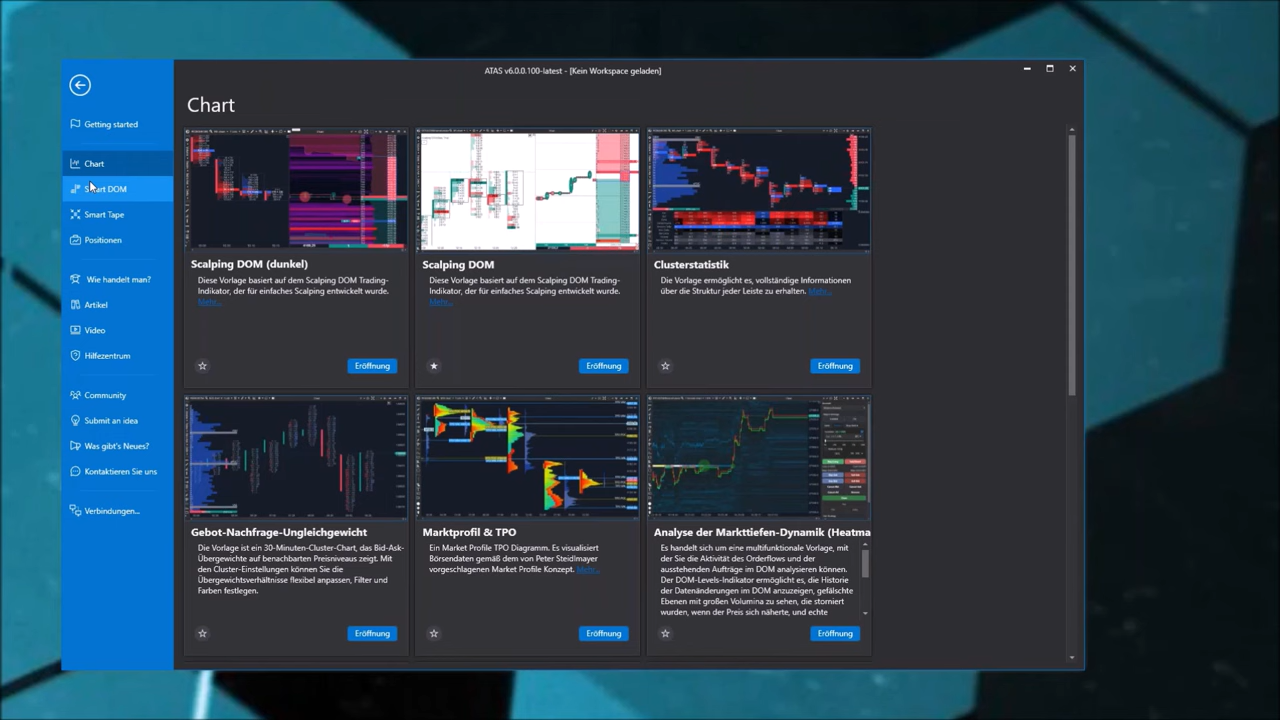 ATAS v6.0.0.100-latest - [Kein Workspace geladen]
Getting started
Chart
Smart DOM
Smart Tape
Positionen
Wie handelt man?
Artikel
Video
Hilfezentrum
Community
Submit an idea
Was gibt's Neues?
Kontaktieren Sie uns
Verbindungen...
Chart
Scalping DOM (dunkel)
Diese Vorlage basiert auf dem Scalping DOM Trading-
Indikator, der für einfaches Scalping entwickelt wurde.
Mehr...
Eröffnung
Scalping DOM
Diese Vorlage basiert auf dem Scalping DOM Trading-
Indikator, der für einfaches Scalping entwickelt wurde.
Mehr...
Eröffnung
Clusterstatistik
Die Vorlage ermöglicht es, vollständige Informationen
über die Struktur jeder Leiste zu erhalten. Mehr...
Eröffnung
Gebot-Nachfrage-Ungleichgewicht
Die Vorlage ist ein 30-Minuten-Cluster-Chart, das Bid-Ask-
Übergewichte auf benachbarten Preisniveaus zeigt. Mit
den Cluster-Einstellungen können Sie die
Übergewichtsverhältnisse flexibel anpassen, Filter und
Farben festlegen.
Eröffnung
Marktprofil & TPO
Ein Market Profile TPO Diagramm. Es visualisiert
Börsendaten gemäß dem von Peter Steidlmayer
vorgeschlagenen Market Profile Konzept. Mehr...
Eröffnung
Analyse der Markttiefen-Dynamik (Heatma
Es handelt sich um eine multifunktionale Vorlage, mit
der Sie die Aktivität des Orderflows und der
ausstehenden Aufträge im DOM analysieren können.
Der DOM-Levels-Indikator ermöglicht es, die Historie
der Datenänderungen im DOM anzuzeigen, gefälschte
Ebenen mit großen Volumina zu sehen, die storniert
wurden, wenn der Preis sich näherte, und echte
Eröffnung